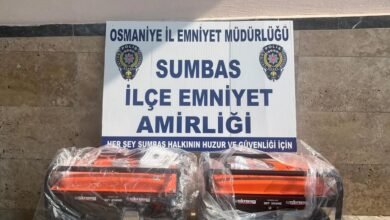 OSMANİYE İL EMNİYET MÜDÜRLÜĞÜ
SUMBAS
İLÇE EMNİYET
AMİRLİĞİ
HER ŞEY SUMBAS HALKININ HUZUR VE GÜVENLİĞİ İÇİN